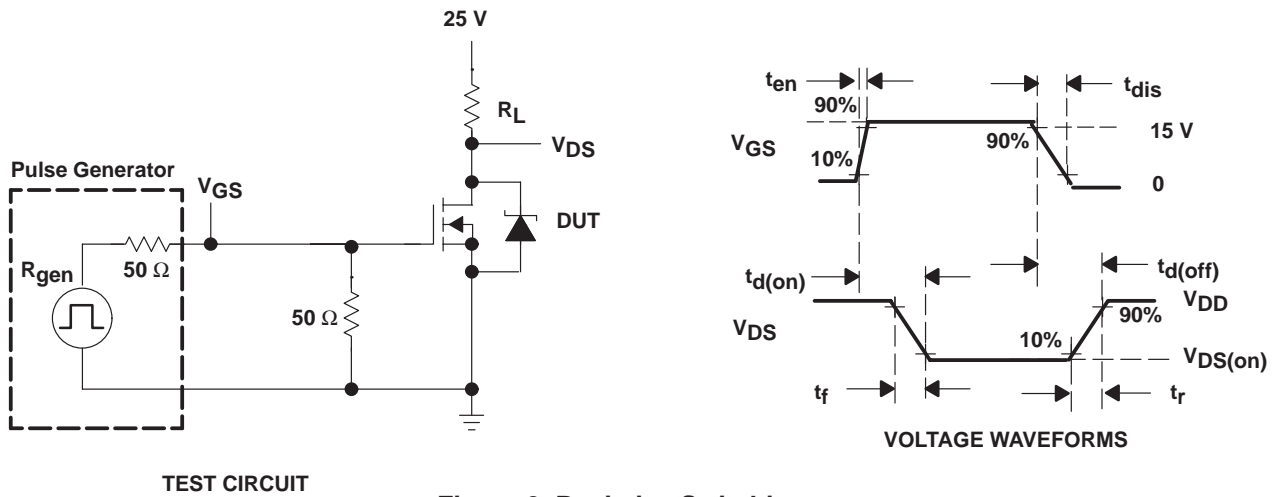 25 V
RL
VDS
Pulse Generator
VGS
DUT
Rgen
50 Ω
50 Ω
TEST CIRCUIT
ten
tdis
90%
15 V
VGS
90%
10%
0
td(on)
td(off)
VDD
90%
VDS
10%
VDS(on)
tf
tr
VOLTAGE WAVEFORMS